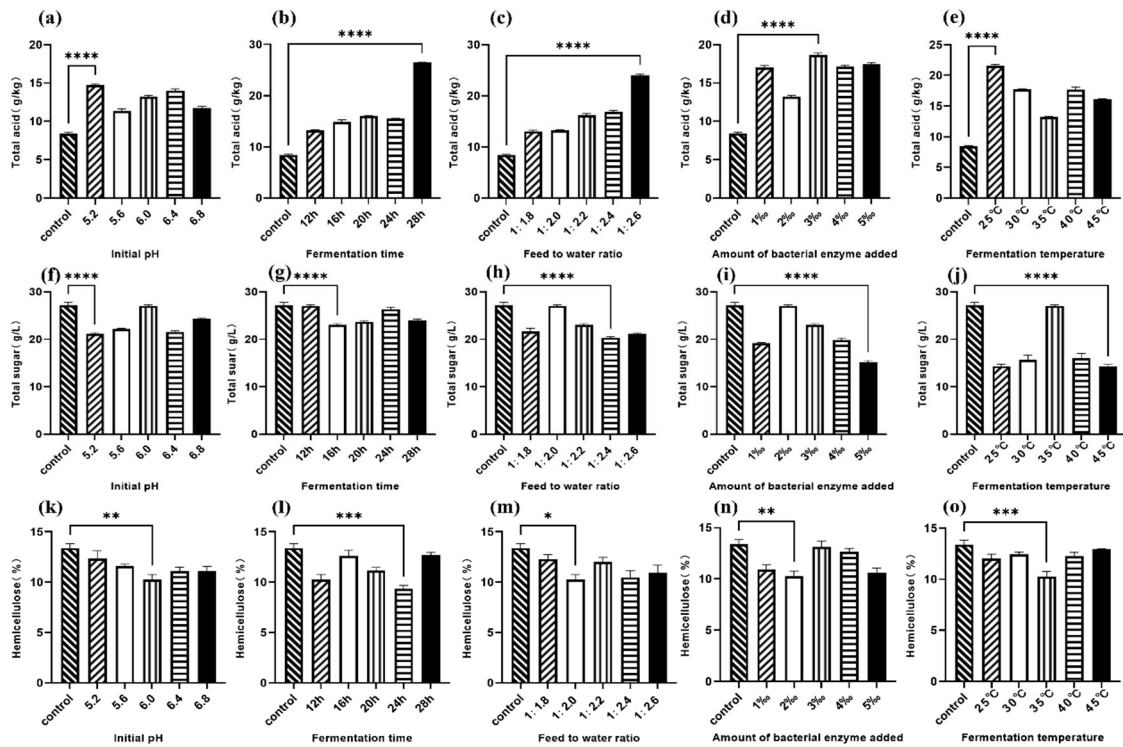 (a)
****
Total acid( g/kg)
20
15
10
5
0
control
5.2
5.6
6.0
6.4
6.8
Initial pH
(b)
****
Total acid( g/kg)
30
20
10
0
control
12h
16h
20h
24h
28h
Fermentation time
(c)
****
Total acid( g/kg)
30
20
10
0
control
1: 1.8
1: 2.0
1: 2.2
1: 2.4
1: 2.6
Feed to water ratio
(d)
****
Total acid( g/kg)
20
15
10
5
0
control
1‰
2‰
3‰
4‰
5‰
Amount of bacterial enzyme added
(e)
****
Total acid( g/kg)
25
20
15
10
5
0
control
25℃
30℃
35℃
40℃
45℃
Fermentation temperature
(f)
****
Total sugar( g/L)
30
20
10
0
control
5.2
5.6
6.0
6.4
6.8
Initial pH
(g)
****
Total suar( g/L)
30
20
10
0
control
12h
16h
20h
24h
28h
Fermentation time
(h)
****
Total sugar( g/L)
30
20
10
0
control
1: 1.8
1: 2.0
1: 2.2
1: 2.4
1: 2.6
Feed to water ratio
(i)
****
Total sugar( g/L)
30
20
10
0
control
1‰
2‰
3‰
4‰
5‰
Amount of bacterial enzyme added
(j)
****
Total sugar( g/L)
30
20
10
0
control
25℃
30℃
35℃
40℃
45℃
Fermentation temperature
(k)
**
Hemicellulose( %)
15
10
5
0
control
5.2
5.6
6.0
6.4
6.8
Initial pH
(l)
***
Hemicellulose( %)
15
10
5
0
control
12h
16h
20h
24h
28h
Fermentation time
(m)
*
Hemicellulose( %)
15
10
5
0
control
1: 1.8
1: 2.0
1: 2.2
1: 2.4
1: 2.6
Feed to water ratio
(n)
**
Hemicellulose( %)
15
10
5
0
control
1‰
2‰
3‰
4‰
5‰
Amount of bacterial enzyme added
(o)
***
Hemicellulose( %)
15
10
5
0
control
25℃
30℃
35℃
40℃
45℃
Fermentation temperature